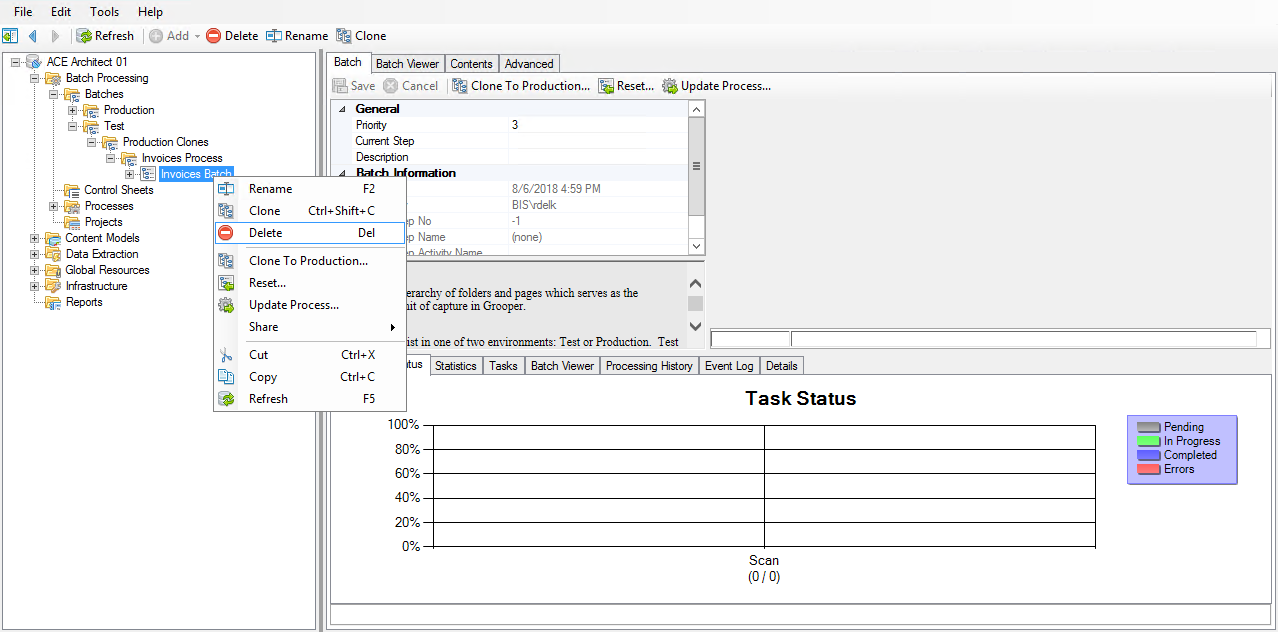 File Edit Tools Help
Refresh Add Delete Rename Clone
ACE Architect 01
Batch Processing
Batches
Production
Test
Production Clones
Invoices Process
Invoices Batch
Control Sheets
Processes
Projects
Content Models
Data Extraction
Global Resources
Infrastructure
Reports
Rename F2
Clone Ctrl+Shift+C
Delete Del
Clone To Production...
Reset...
Update Process...
Share
Cut Ctrl+X
Copy Ctrl+C
Refresh F5
Batch Batch Viewer Contents Advanced
Save Cancel Clone To Production... Reset... Update Process...
General
Priority 3
Current Step
Description
Batch Information
8/6/2018 4:59 PM
BIS\rdelk
ep No -1
ep Name (none)
ep Activity Name
erarchy of folders and pages which serves as the
nit of capture in Grooper.
ist in one of two environments: Test or Production. Test
tus Statistics Tasks Batch Viewer Processing History Event Log Details
Task Status
100%
80%
60%
40%
20%
0%
Scan
(0 / 0)
Pending
In Progress
Completed
Errors